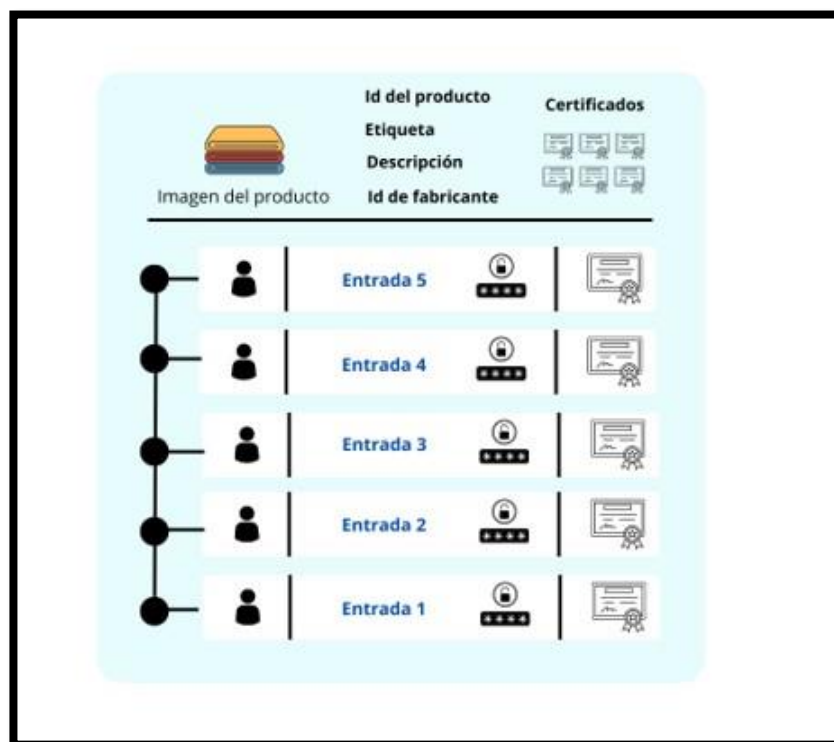 Id del producto
Certificados
Etiqueta
Descripción
Imagen del producto
Id de fabricante
Entrada 5
****
Entrada 4
****
Entrada 3
****
Entrada 2
****
Entrada 1
****